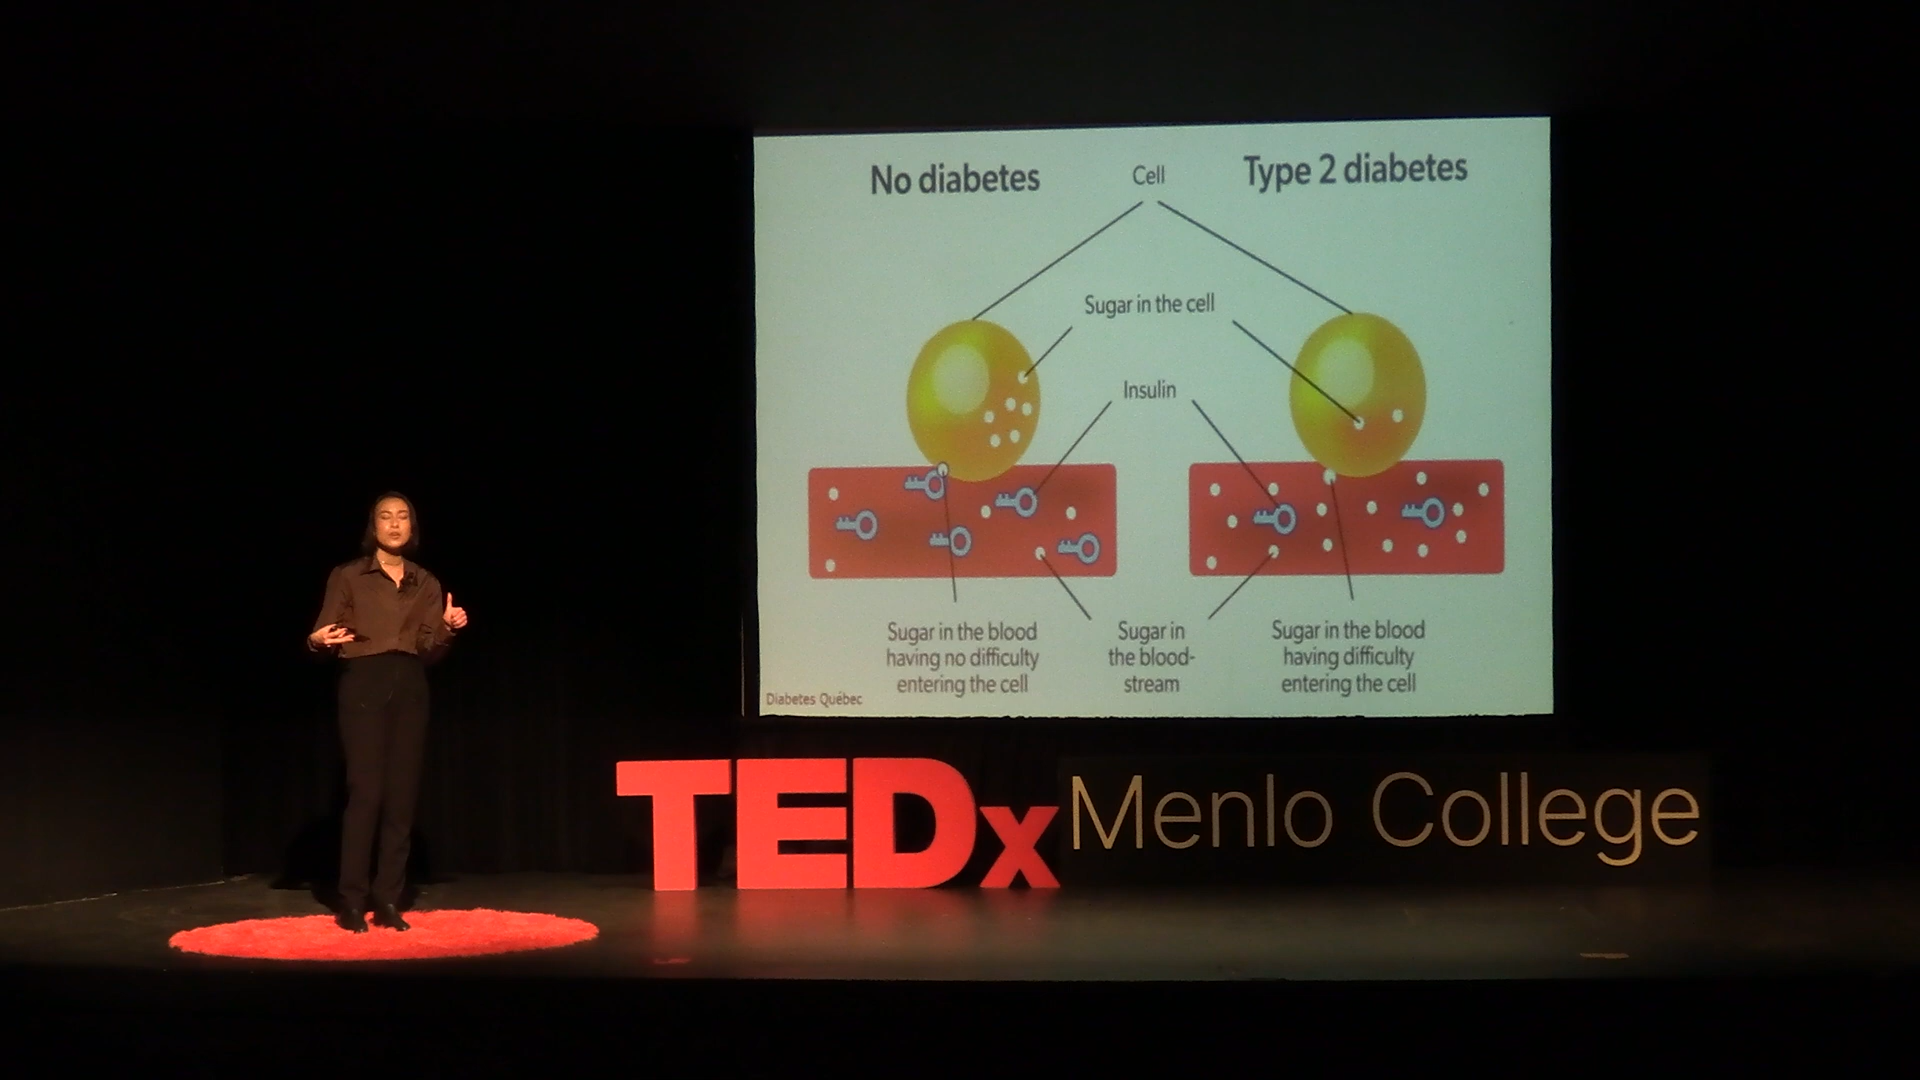 No diabetes
Cell
Type 2 diabetes
Sugar in the cell
Insulin
Sugar in the blood
having no difficulty
entering the cell
Sugar in
the blood-
stream
Sugar in the blood
having difficulty
entering the cell
Diabetes Québec
TEDx Menlo College